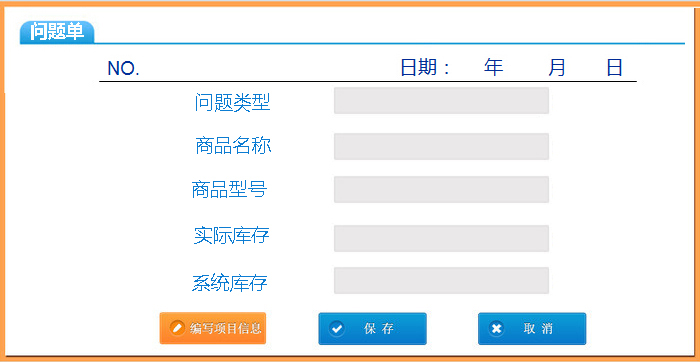 问题单
NO. 日期： 年 月 日
问题类型
商品名称
商品型号
实际库存
系统库存
编写项目信息 保 存 取 消